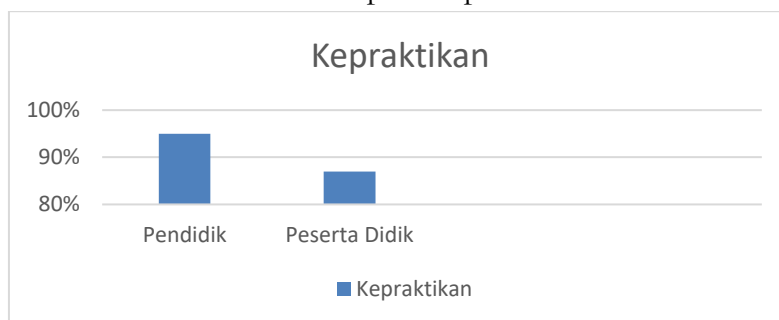 Kepraktikan
100%
90%
80%
Pendidik
Peserta Didik
Kepraktikan